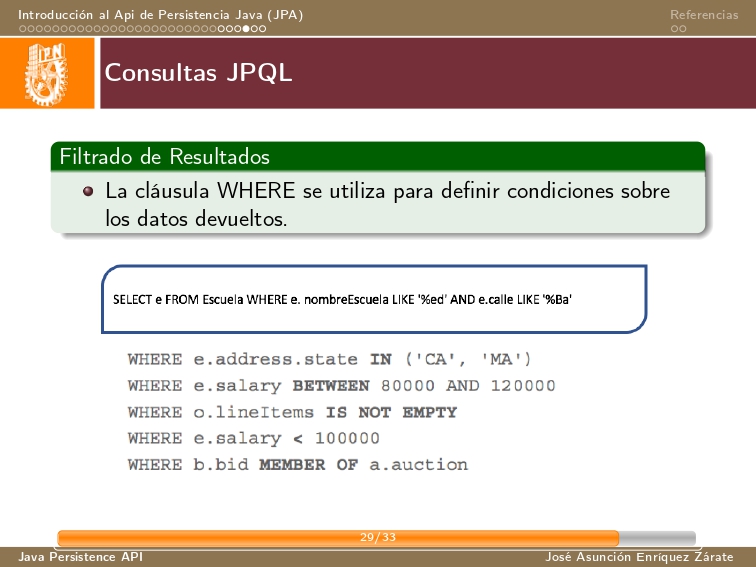 Introducción al Api de Persistencia Java (JPA)
Referencias
IPN
Consultas JPQL
Filtrado de Resultados
La cláusula WHERE se utiliza para definir condiciones sobre
los datos devueltos.
SELECT e FROM Escuela WHERE e. nombreEscuela LIKE '%ed' AND e.calle LIKE '%Ba'
WHERE e.address.state IN ('CA', 'MA')
WHERE e.salary BETWEEN 80000 AND 120000
WHERE o.lineItems IS NOT EMPTY
WHERE e.salary < 100000
WHERE b.bid MEMBER OF a.auction
29/33
Java Persistence API
José Asunción Enríquez Zárate